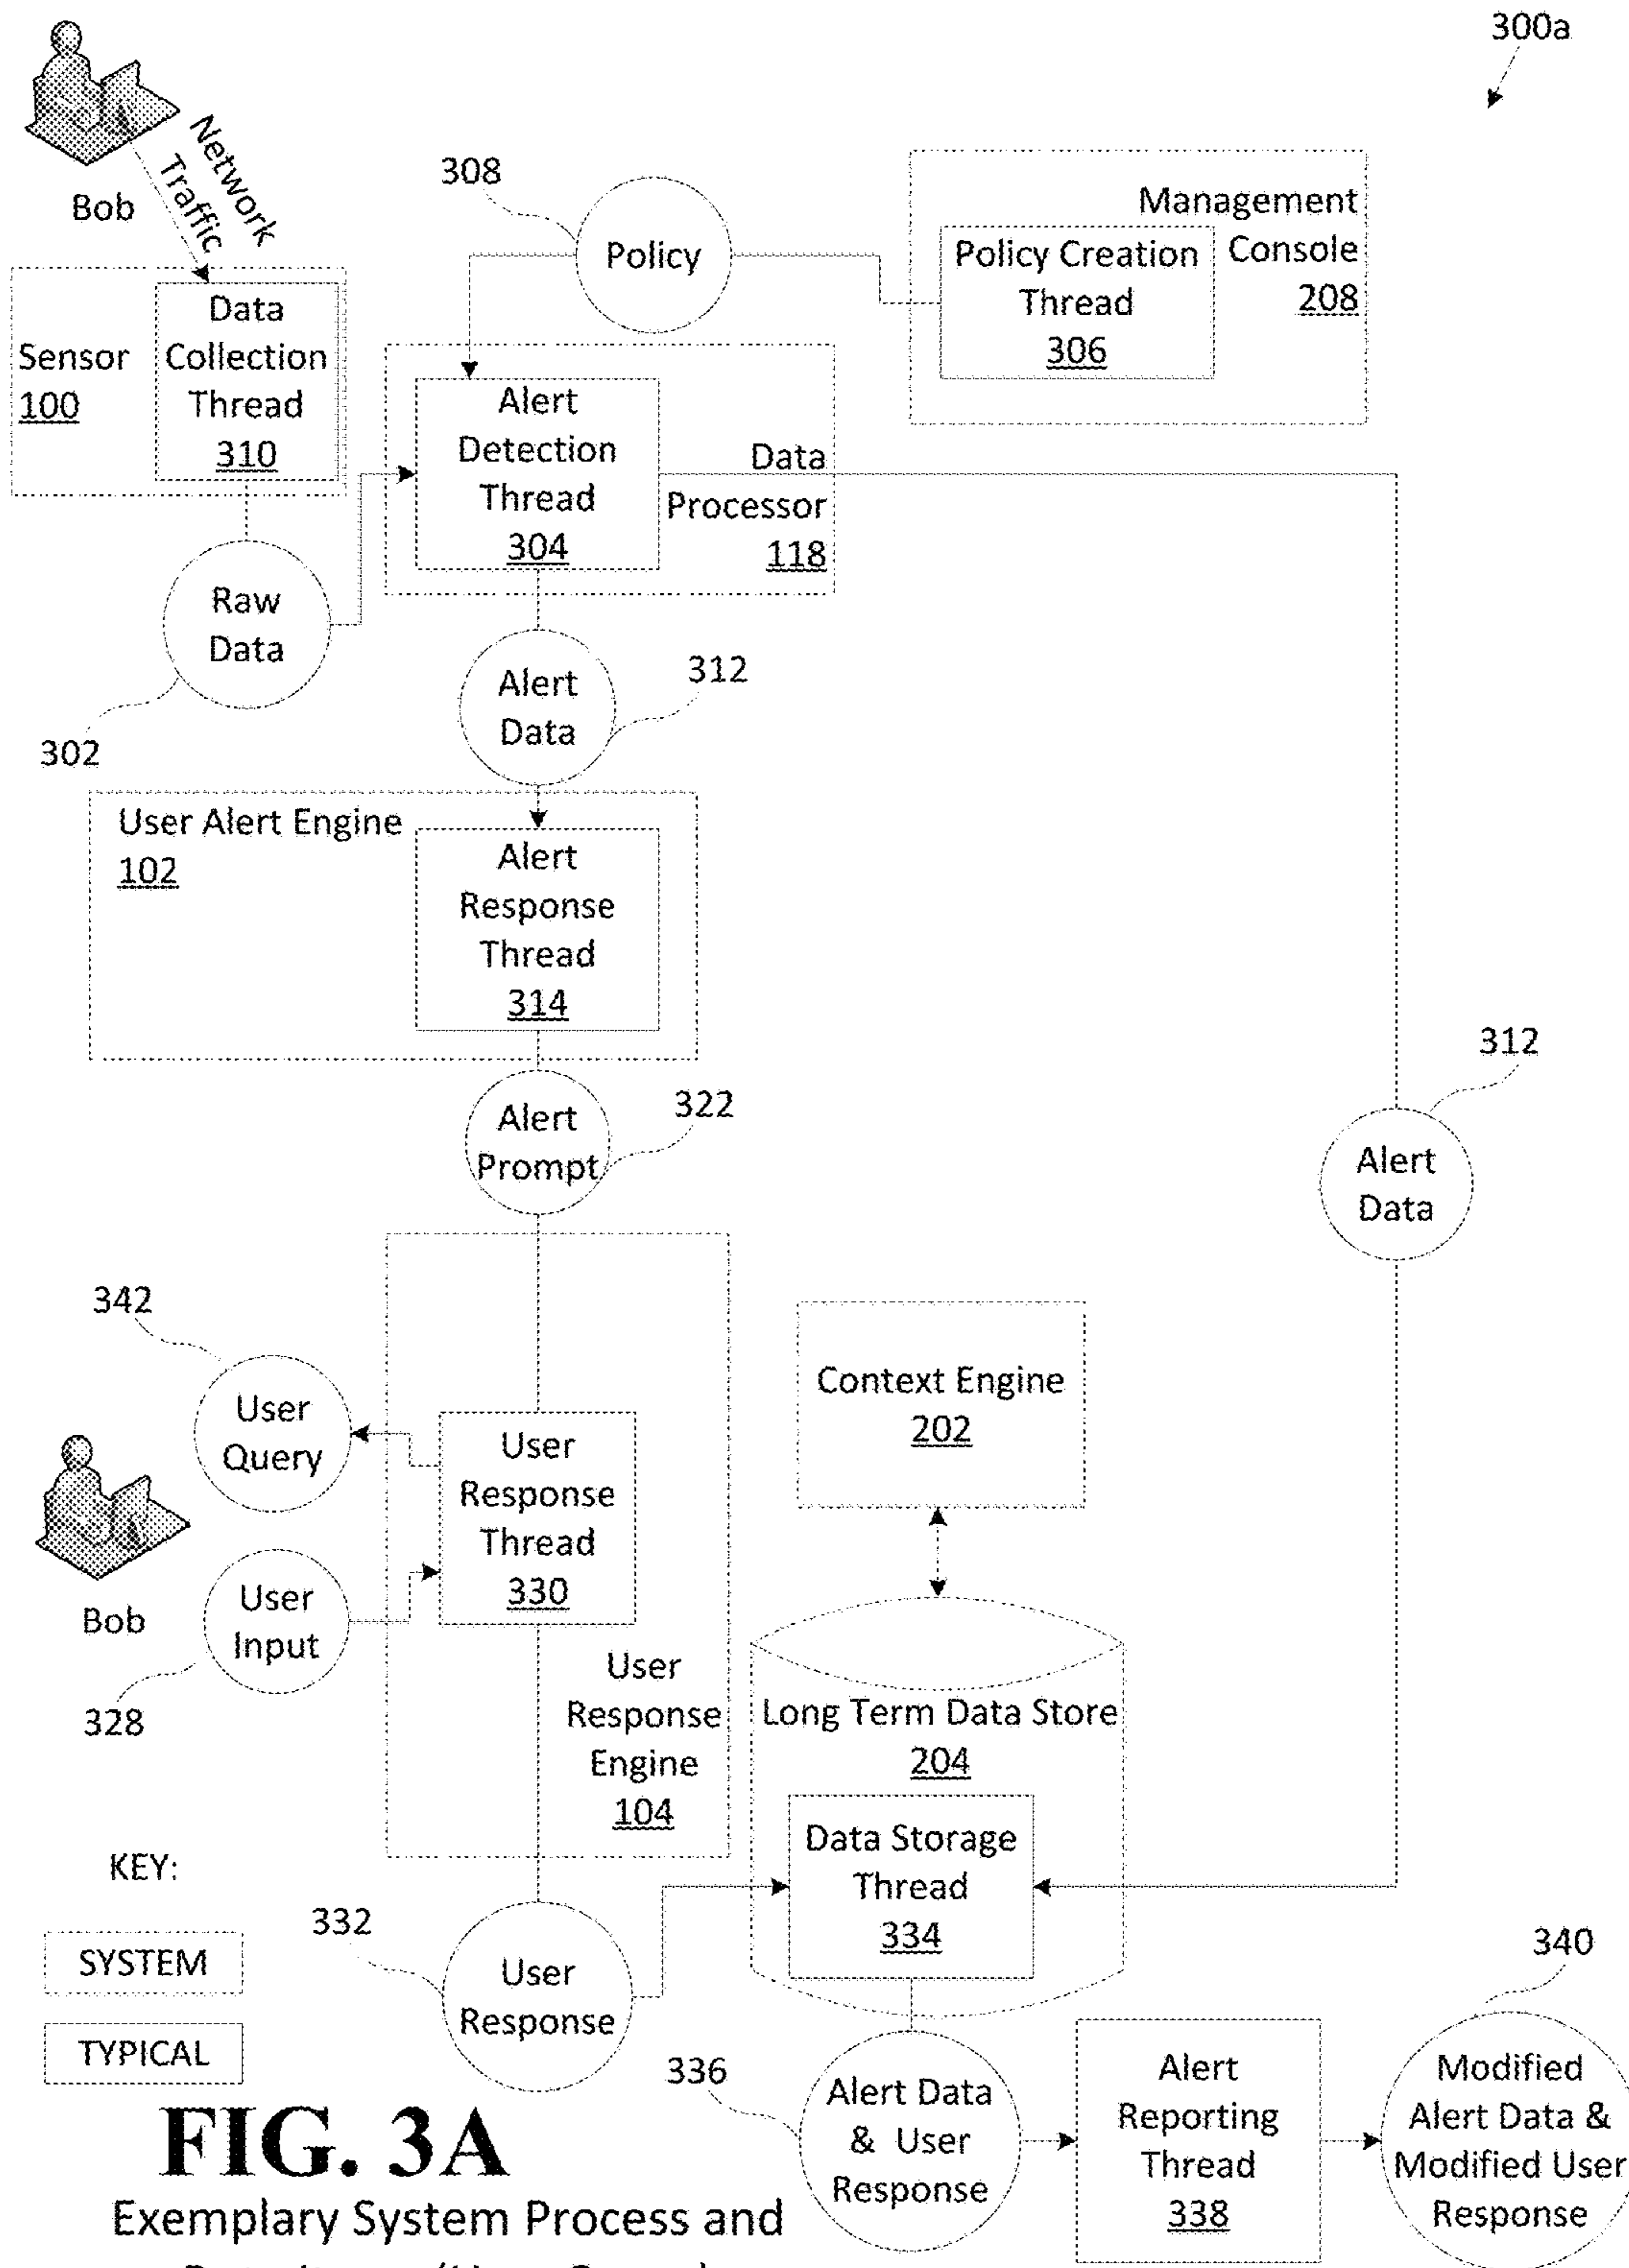 300a
Network
Traffic
Bob
308
Policy
Management
Console
208
Policy Creation
Thread
306
Sensor
100
Data
Collection
Thread
310
Alert
Detection
Thread
304
Data
Processor
118
Raw
Data
302
Alert
Data
312
User Alert Engine
102
Alert
Response
Thread
314
312
Alert
Data
Alert
Prompt
322
342
User
Query
Context Engine
202
User
Response
Thread
330
Bob
User
Input
328
User
Response
Engine
104
Long Term Data Store
204
Data Storage
Thread
334
KEY:
SYSTEM
TYPICAL
332
User
Response
336
Alert Data
& User
Response
Alert
Reporting
Thread
338
340
Modified
Alert Data &
Modified User
Response
FIG. 3A
Exemplary System Process and